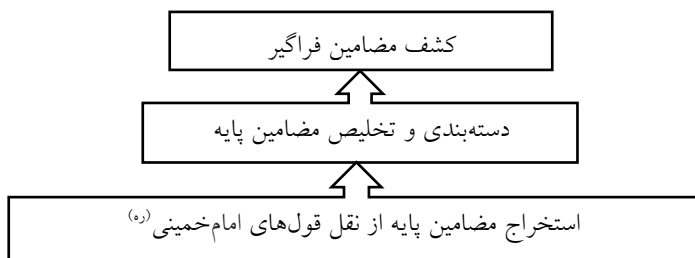 کشف مضامین فراگیر
دسته‌بندی و تخلیص مضامین پایه
استخراج مضامین پایه از نقل قول‌های امام‌خمینی(ره)